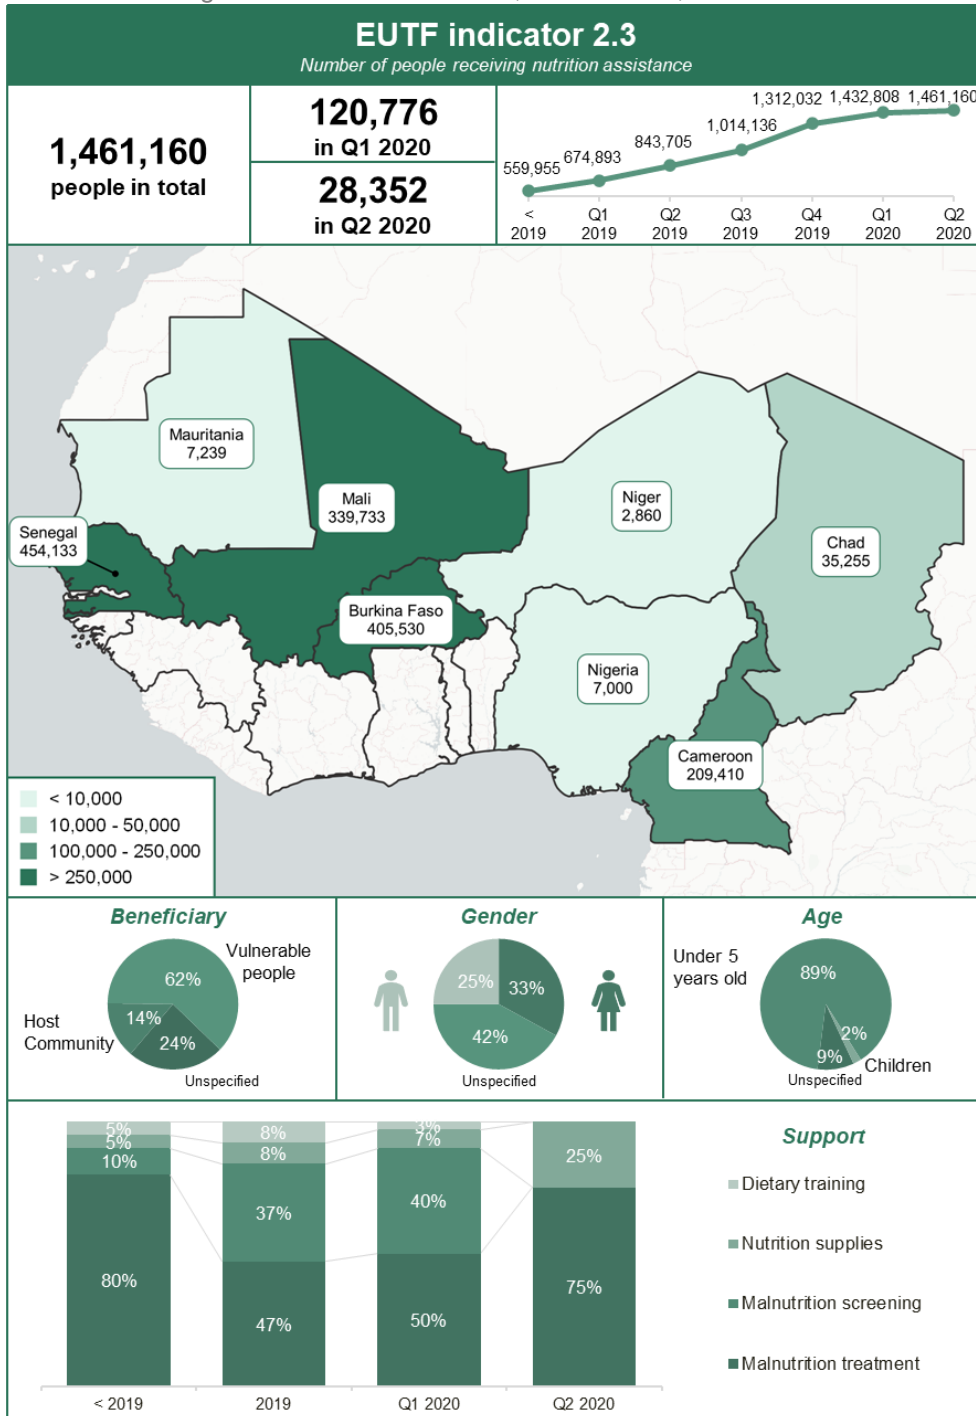 EUTF indicator 2.3
Number of people receiving nutrition assistance
1,461,160
people in total
120,776
in Q1 2020
28,352
in Q2 2020
559,955
674,893
843,705
1,014,136
1,312,032
1,432,808
1,461,160
<
2019
Q1
2019
Q2
2019
Q3
2019
Q4
2019
Q1
2020
Q2
2020
Mauritania
7,239
Mali
339,733
Niger
2,860
Chad
35,255
Senegal
454,133
Burkina Faso
405,530
Nigeria
7,000
Cameroon
209,410
< 10,000
10,000 - 50,000
100,000 - 250,000
> 250,000
Beneficiary
Vulnerable
people
62%
Host
Community
14%
24%
Unspecified
Gender
25%
33%
42%
Unspecified
Age
Under 5
years old
89%
2%
Children
9%
Unspecified
5%
5%
10%
80%
8%
8%
37%
47%
3%
7%
40%
50%
25%
75%
< 2019
2019
Q1 2020
Q2 2020
Support
Dietary training
Nutrition supplies
Malnutrition screening
Malnutrition treatment